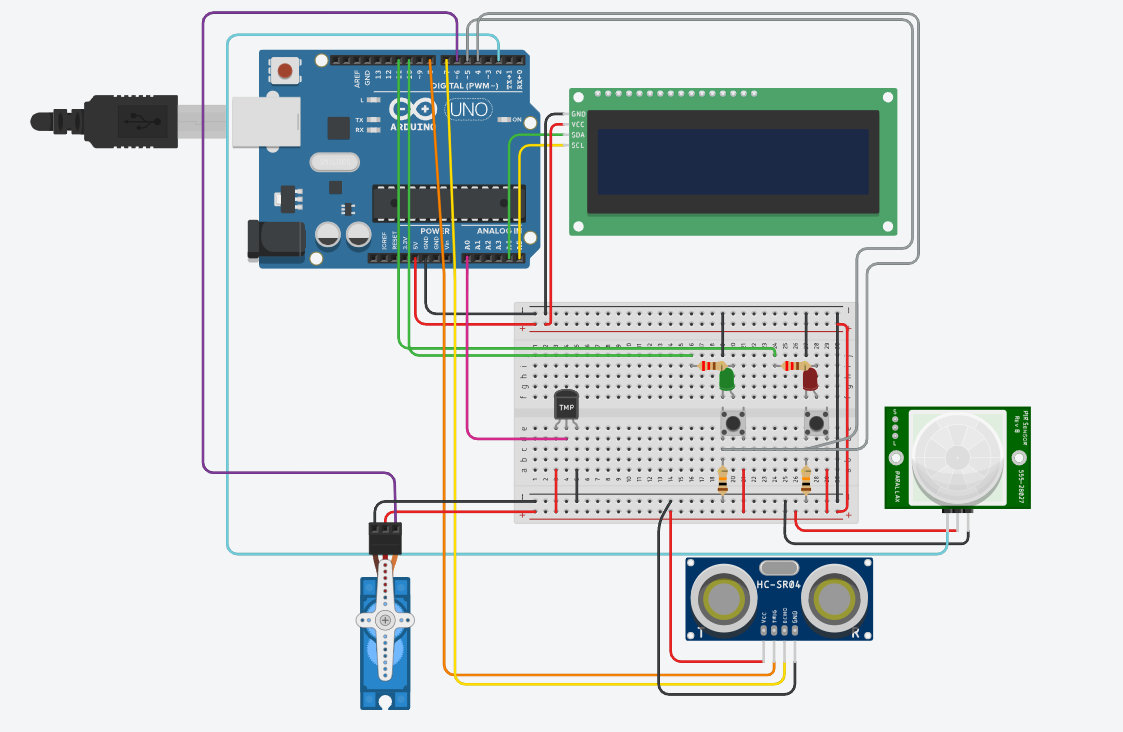 AREF
GND
13
12
~11
~10
~9
8
7
~6
~5
4
~3
2
TX→1
RX←0
DIGITAL (PWM~)
L
TX
RX
ARDUINO
UNO
ON
IOREF
RESET
3.3V
5V
GND
GND
Vin
POWER
ANALOG IN
A0
A1
A2
A3
A4
A5
GND
VCC
SDA
SCL
TMP
PIR Sensor
Rev B
555-28027
PARALLAX
HC-SR04
VCC
TRIG
ECHO
GND
T
R